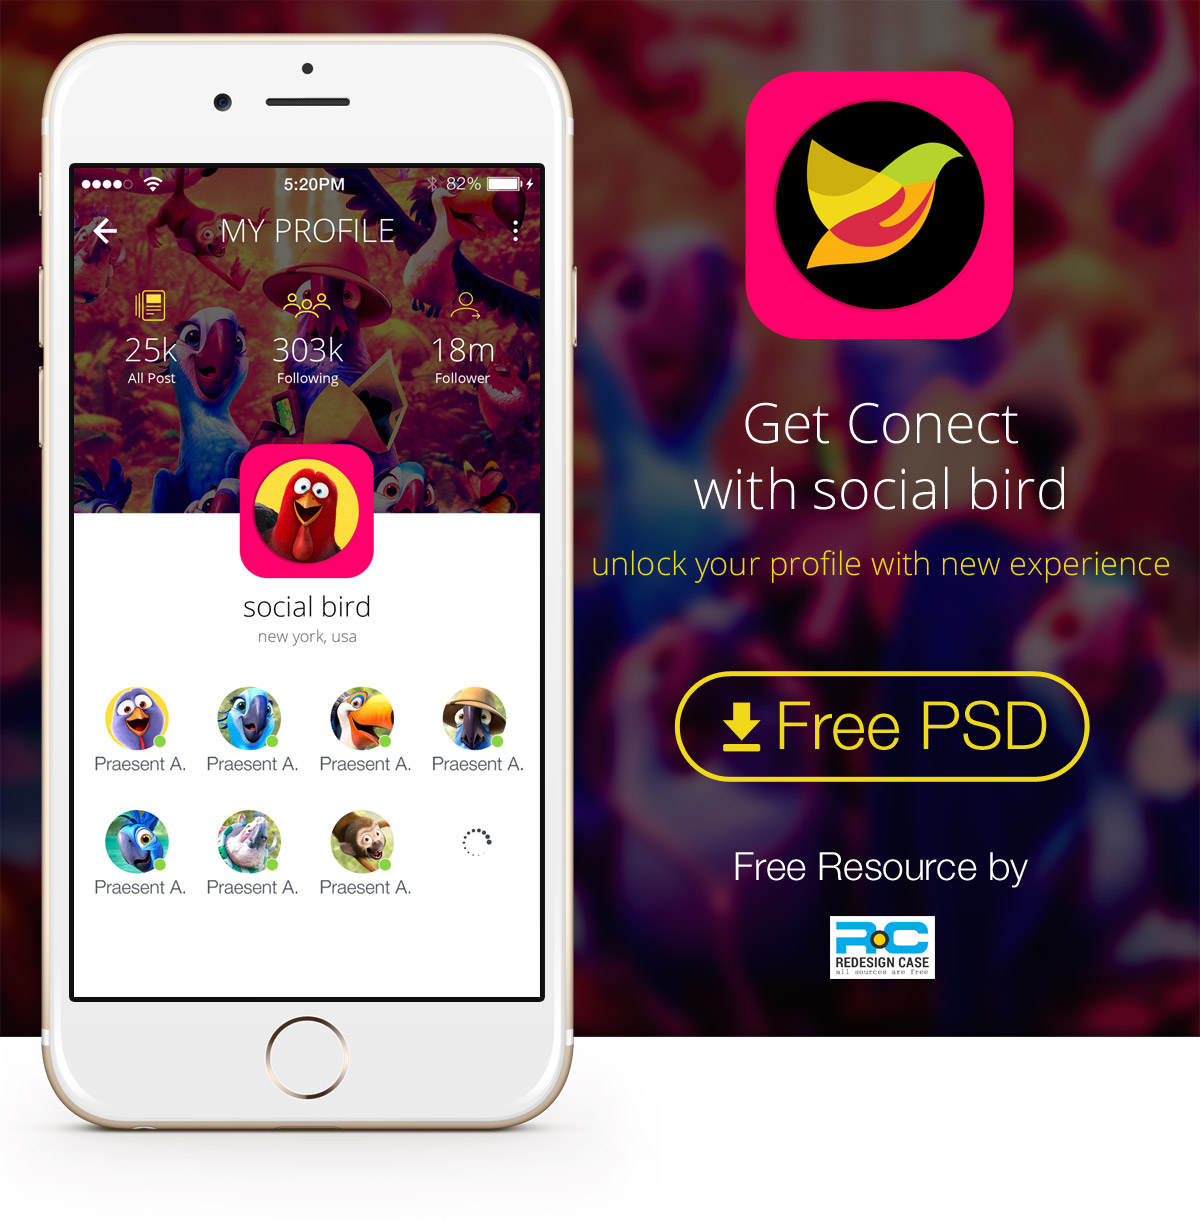 5:20PM
82%
MY PROFILE
25k
All Post
303k
Following
18m
Follower
social bird
new york, usa
Praesent A.
Praesent A.
Praesent A.
Praesent A.
Praesent A.
Praesent A.
Praesent A.
Get Conect
with social bird
unlock your profile with new experience
Free PSD
Free Resource by
RC
REDESIGN CASE
all sources are free